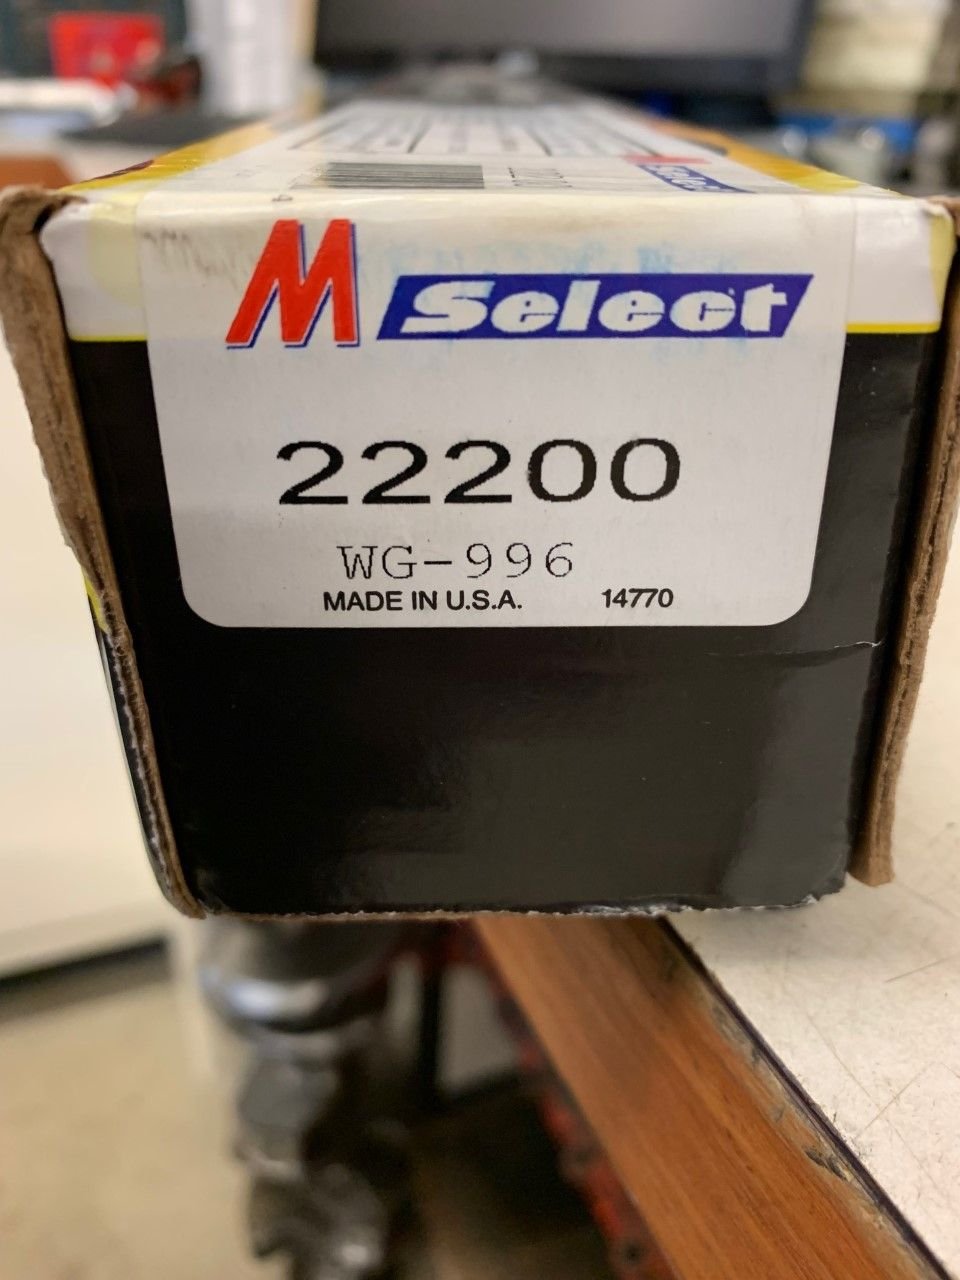 M Select
22200
WG-996
MADE IN U.S.A. 14770